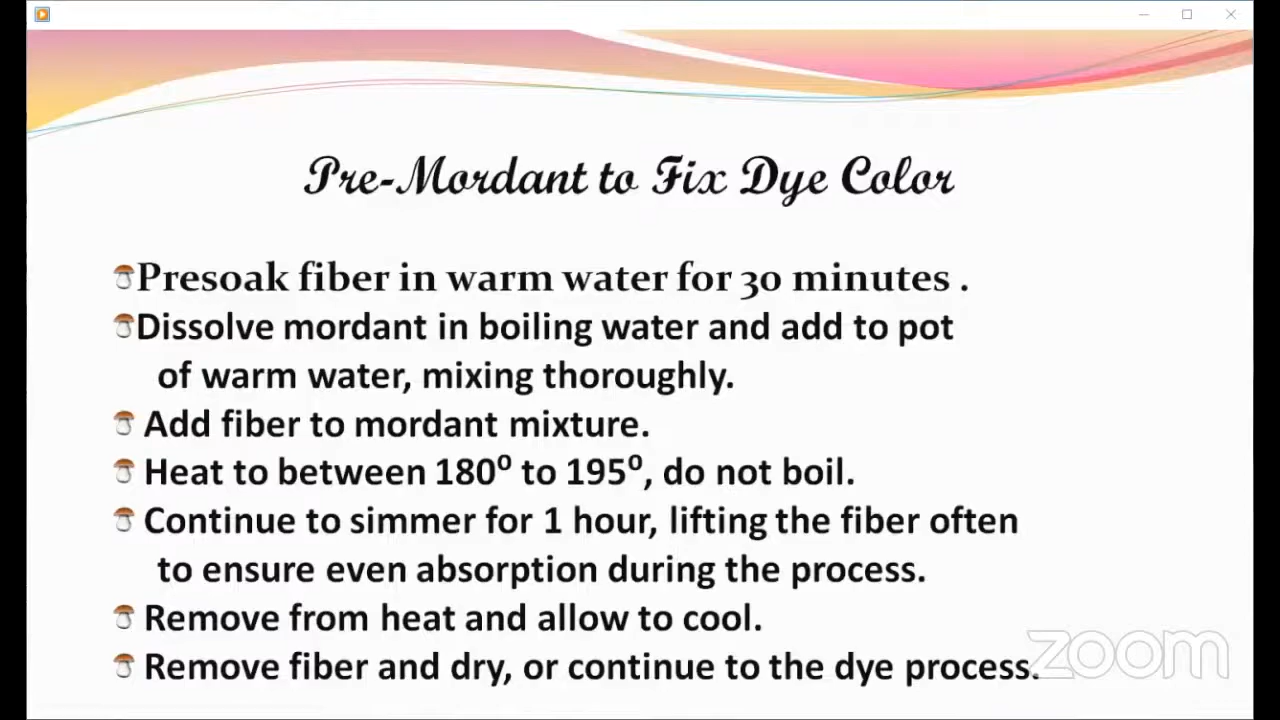 Pre-Mordant to Fix Dye Color
Presoak fiber in warm water for 30 minutes .
Dissolve mordant in boiling water and add to pot
of warm water, mixing thoroughly.
Add fiber to mordant mixture.
Heat to between 180⁰ to 195⁰, do not boil.
Continue to simmer for 1 hour, lifting the fiber often
to ensure even absorption during the process.
Remove from heat and allow to cool.
Remove fiber and dry, or continue to the dye process.
zoom